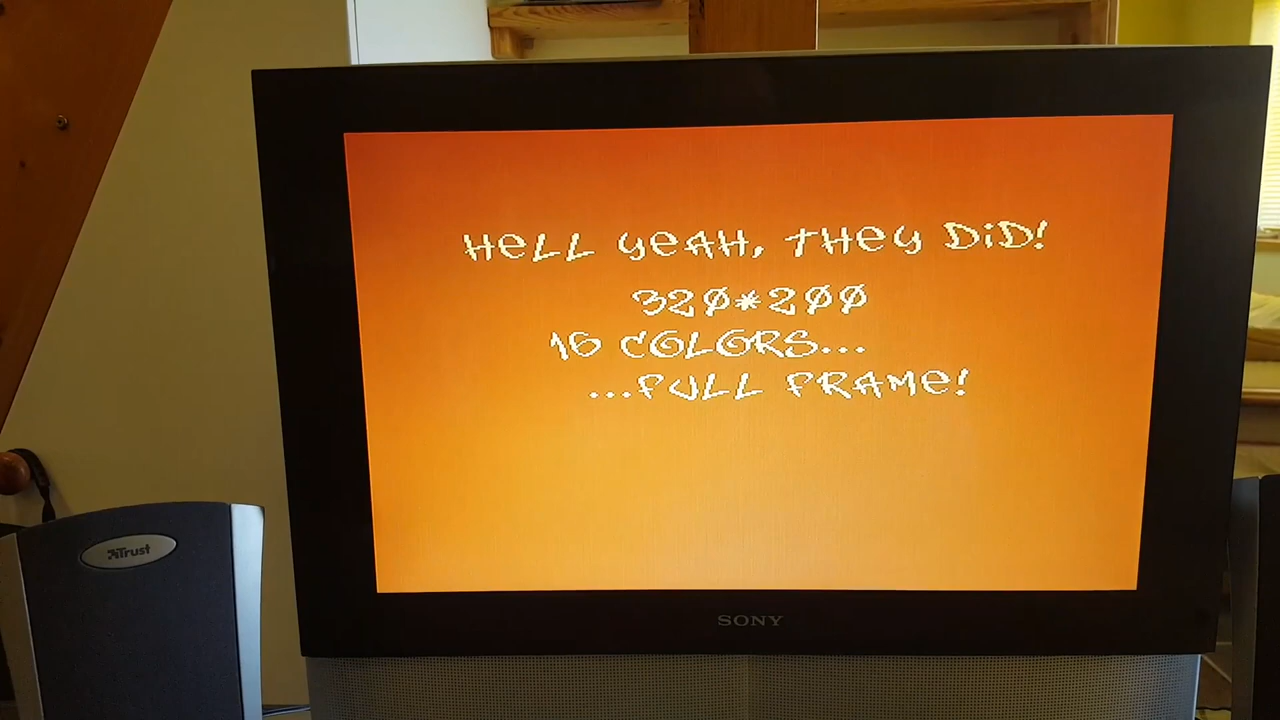 HELL YEAH, THEY DID!
320*200
16 COLORS...
...FULL FRAME!
Trust
SONY